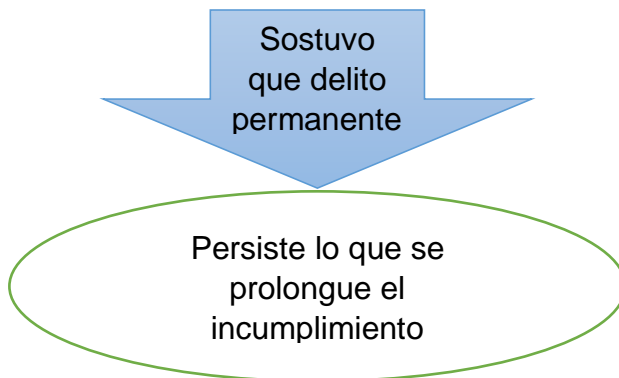 Sostuvo
que delito
permanente
Persiste lo que se
prolongue el
incumplimiento